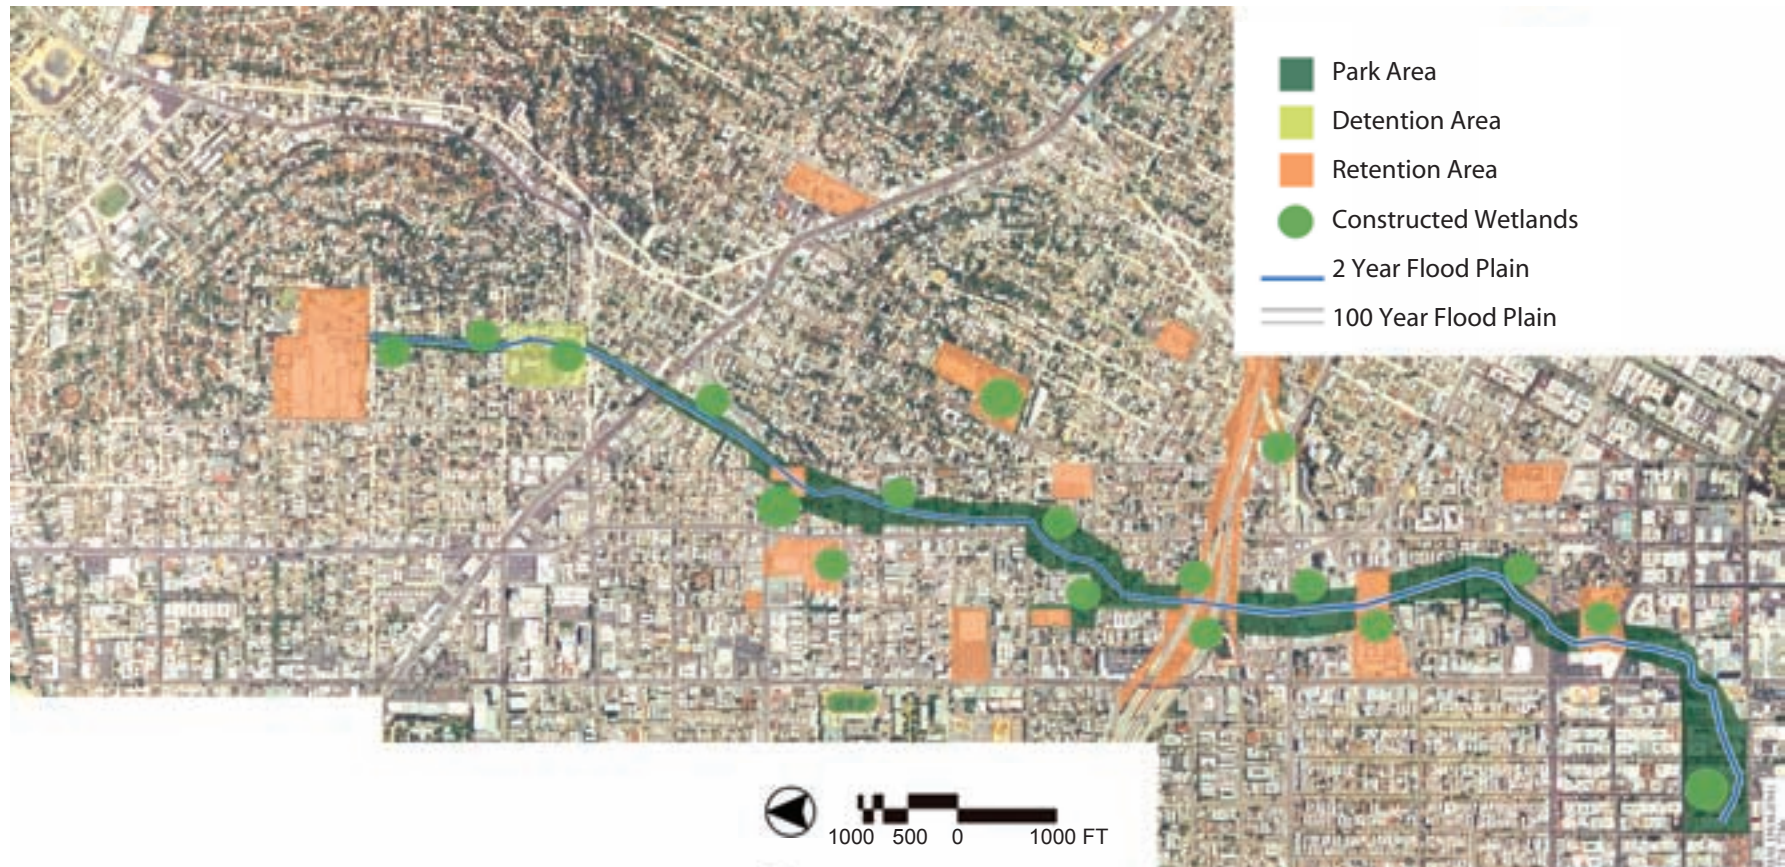 Park Area
Detention Area
Retention Area
Constructed Wetlands
2 Year Flood Plain
100 Year Flood Plain
1000 500 0 1000 FT